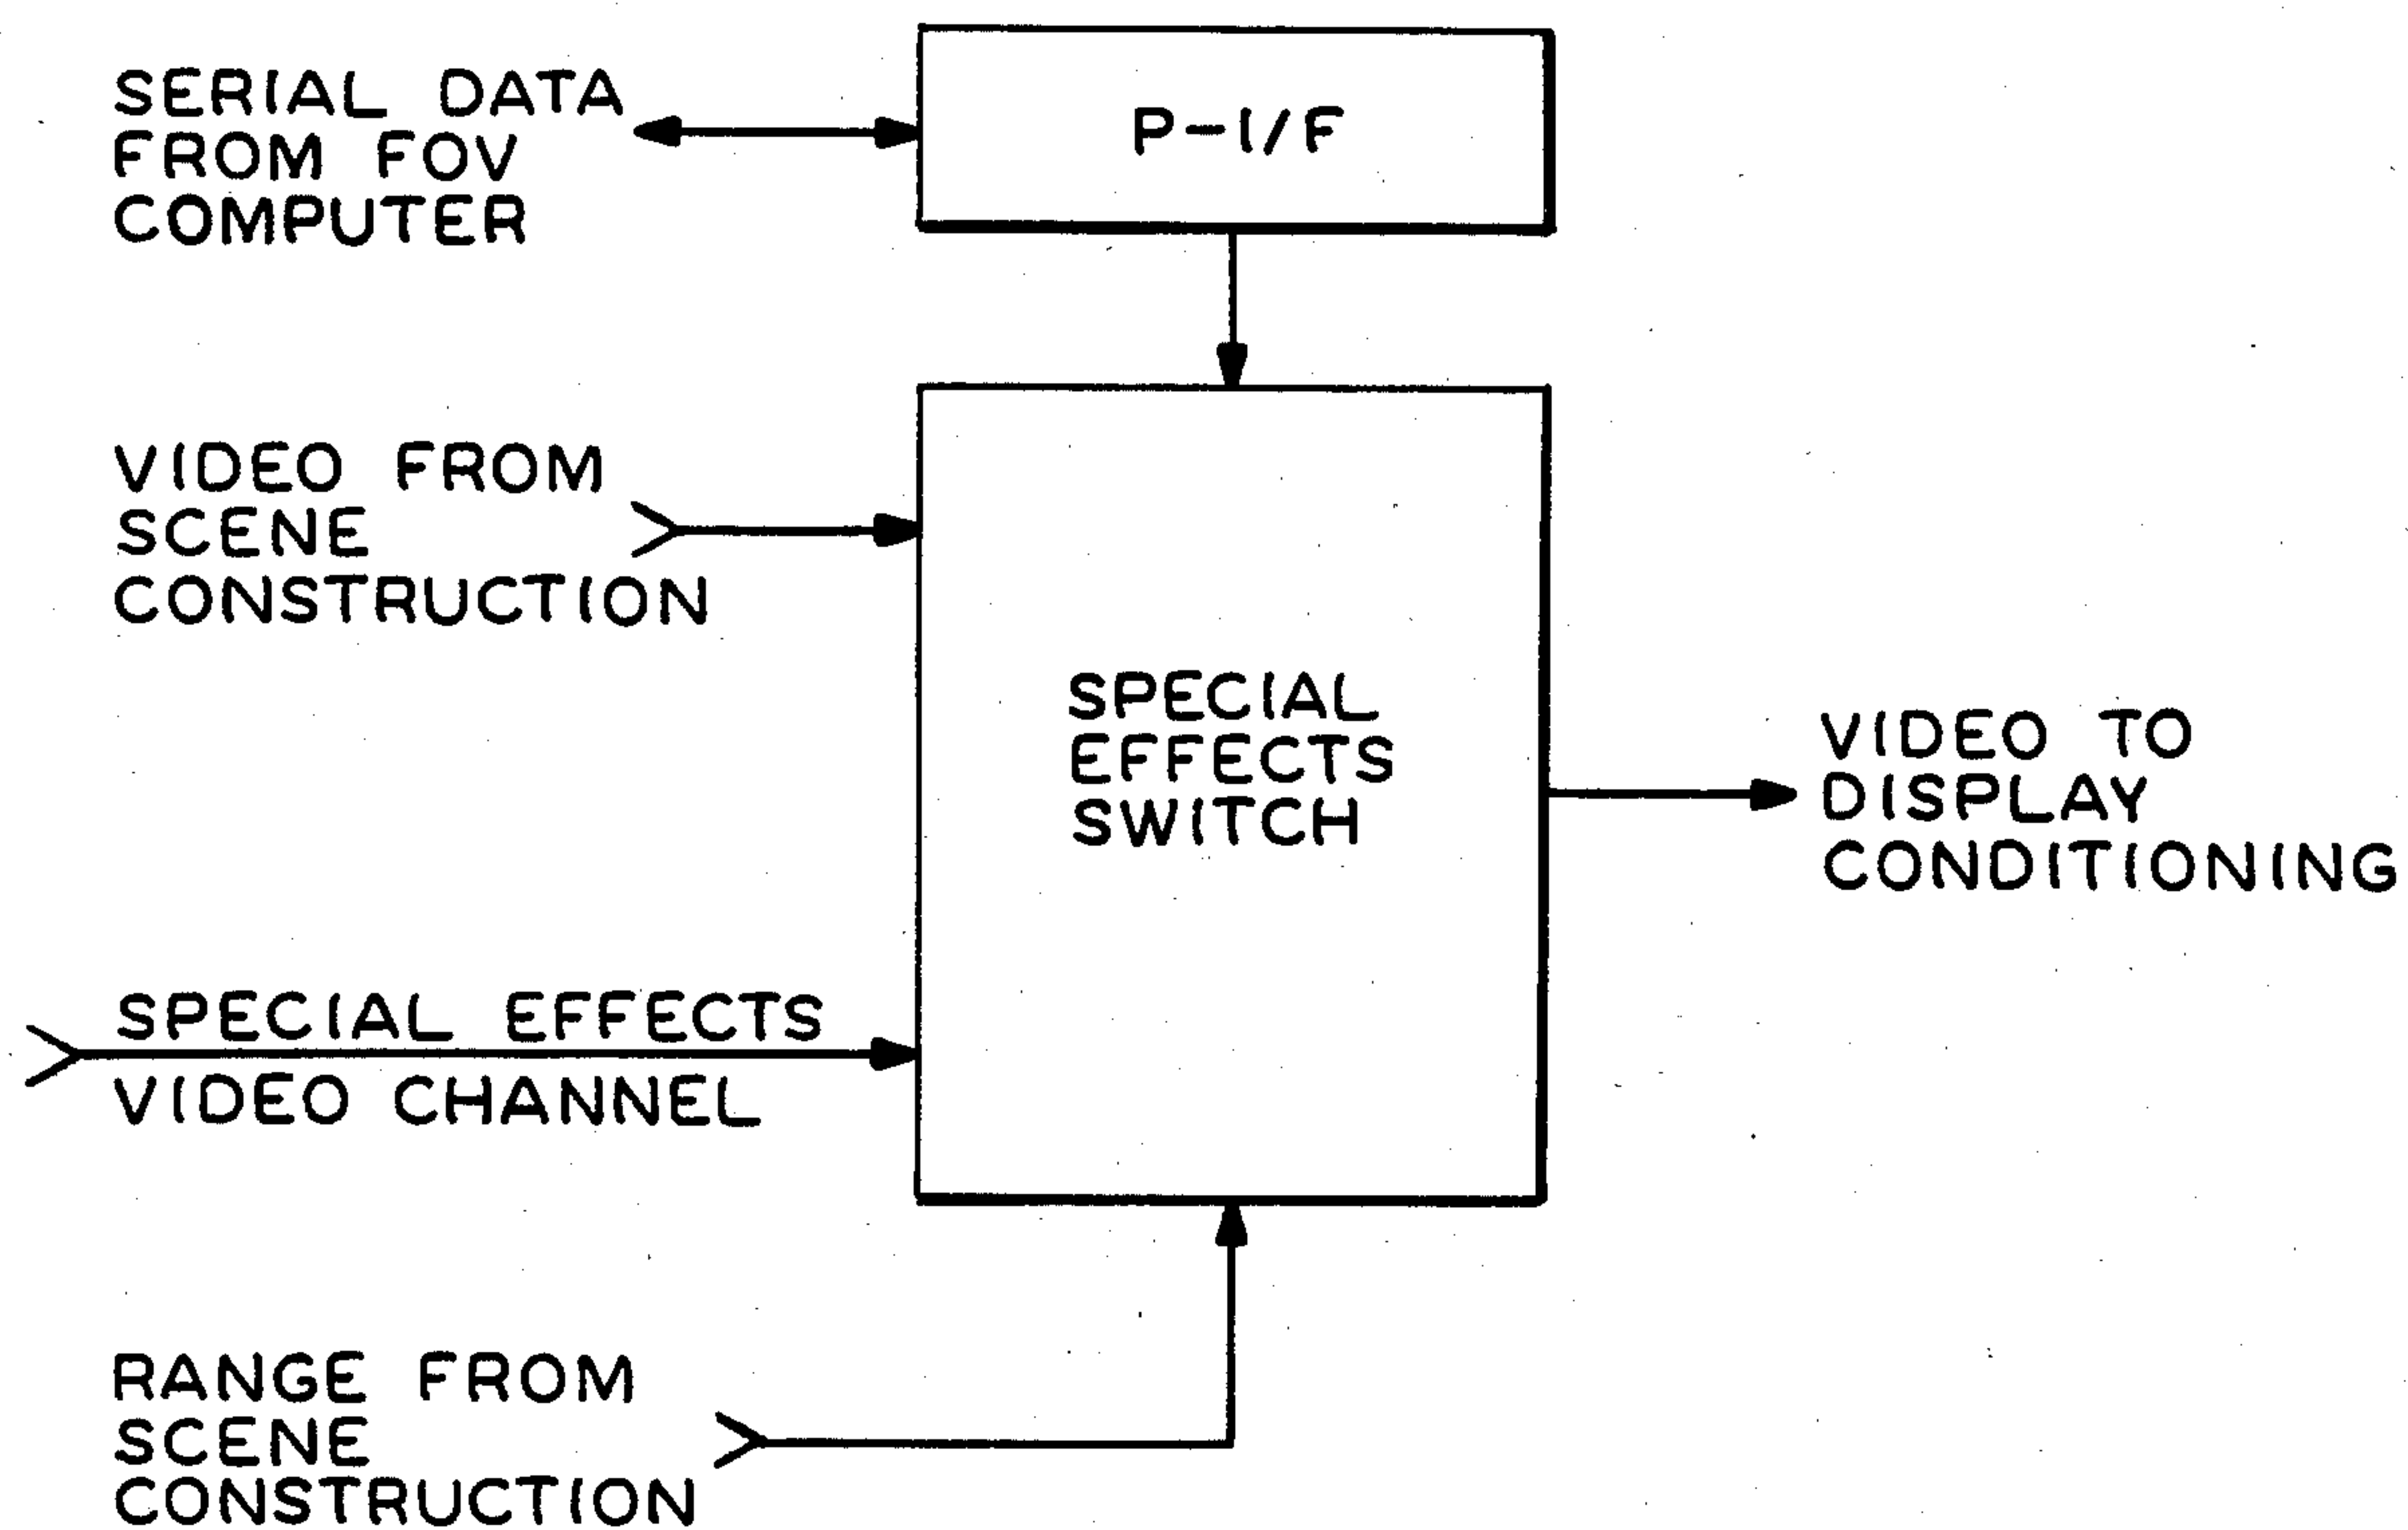 SERIAL DATA
FROM FOV
COMPUTER
P-I/F
VIDEO FROM
SCENE
CONSTRUCTION
SPECIAL
EFFECTS
SWITCH
VIDEO TO
DISPLAY
CONDITIONING
SPECIAL EFFECTS
VIDEO CHANNEL
RANGE FROM
SCENE
CONSTRUCTION